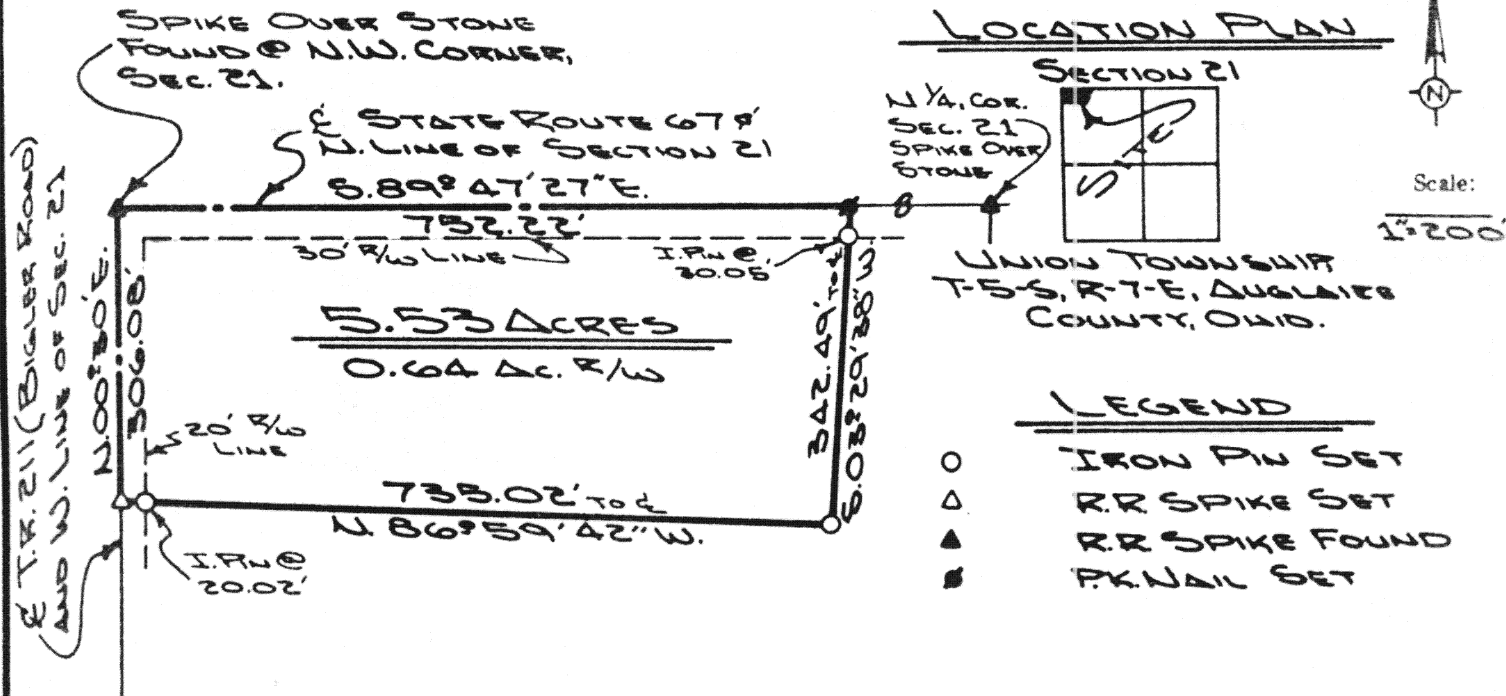 SPIKE OVER STONE
FOUND @ N.W. CORNER,
SEC. 21.
℄ STATE ROUTE 67 &
N. LINE OF SECTION 21
S. 89° 47' 27" E.
752.22'
30' R/W LINE
I. PIN @
30.05'
5.53 ACRES
0.64 AC. R/W
℄ T.R. 211 (BIGLER ROAD)
AND W. LINE OF SEC. 21
N. 00° 30' E.
306.08'
20' R/W
LINE
342.49' TO ℄
S. 03° 29' 38" W.
735.02' TO ℄
N. 86° 59' 42" W.
I. PIN @
20.02'
LOCATION PLAN
SECTION 21
N 1/4, COR.
SEC. 21
SPIKE OVER
STONE
SITE
UNION TOWNSHIP
T-5-S, R-7-E, AUGLAIZE
COUNTY, OHIO.
N
Scale:
1"=200'
LEGEND
IRON PIN SET
R.R. SPIKE SET
R.R. SPIKE FOUND
P.K. NAIL SET